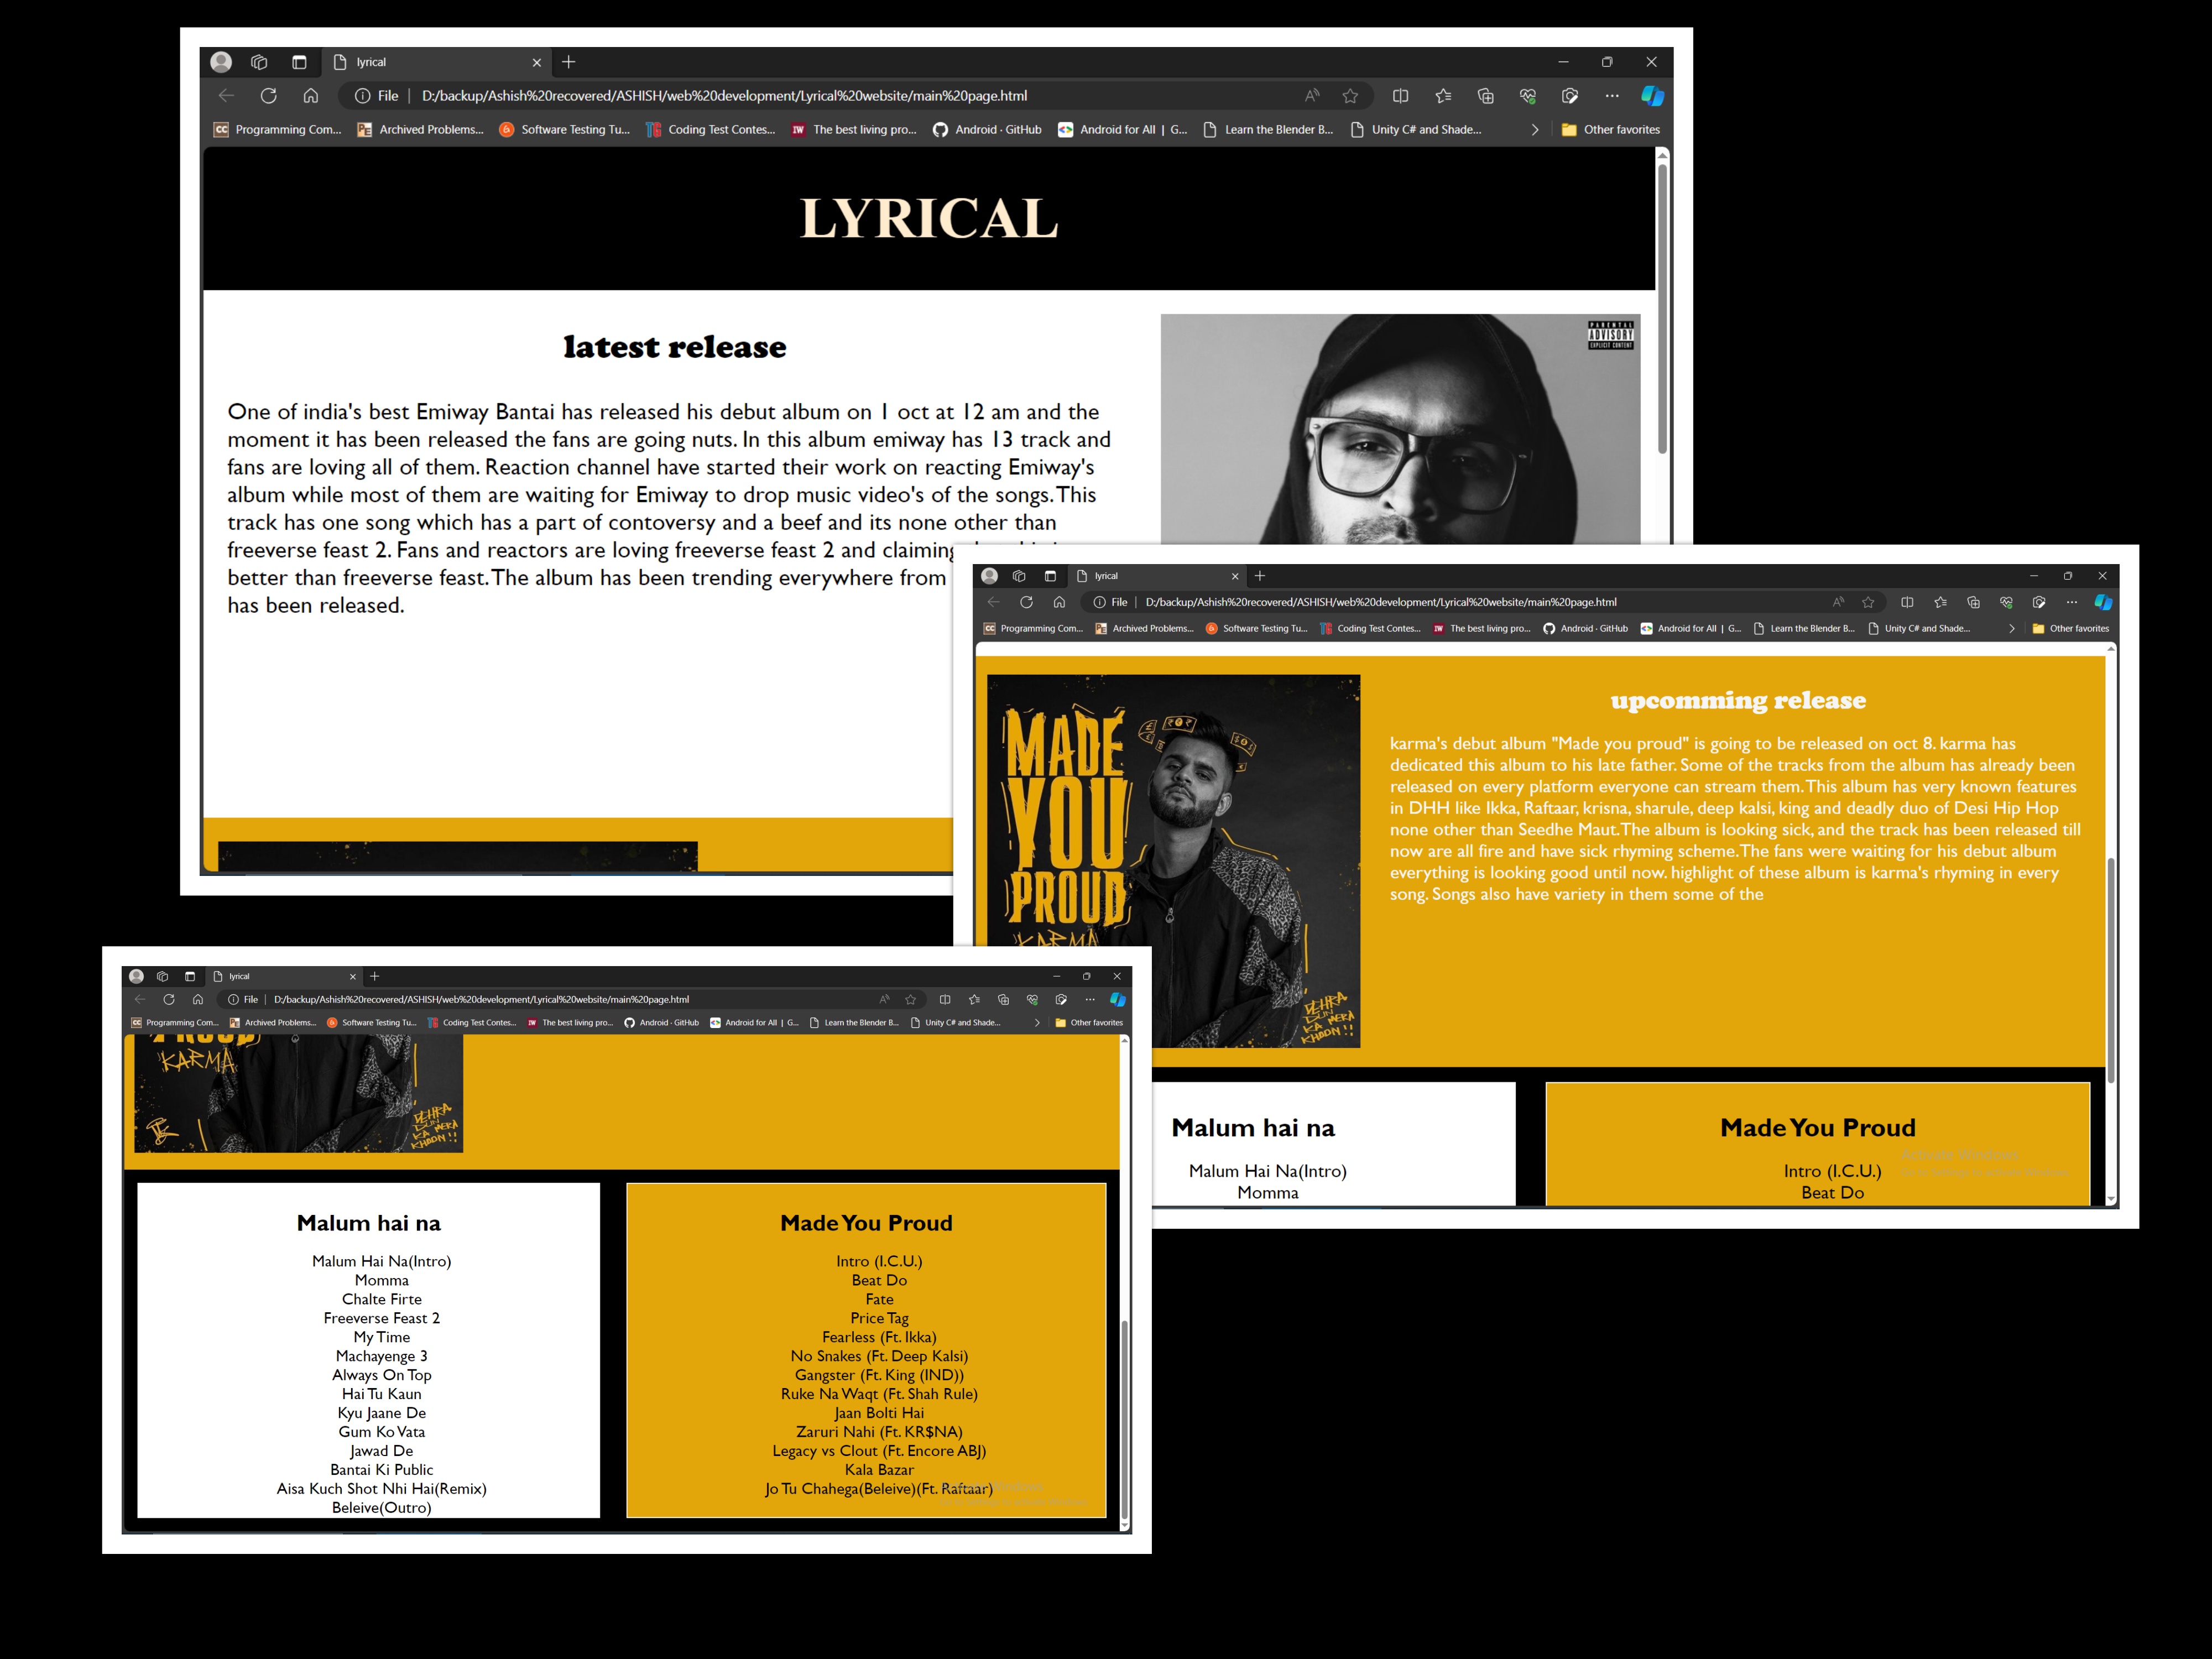 lyrical
File
D:/backup/Ashish%20recovered/ASHISH/web%20development/Lyrical%20website/main%20page.html
Programming Com... Archived Problems... Software Testing Tu... Coding Test Contes... The best living pro... Android · GitHub Android for All | G... Learn the Blender B... Unity C# and Shade... Other favorites
LYRICAL
latest release
One of india's best Emiway Bantai has released his debut album on 1 oct at 12 am and the
moment it has been released the fans are going nuts. In this album emiway has 13 track and
fans are loving all of them. Reaction channel have started their work on reacting Emiway's
album while most of them are waiting for Emiway to drop music video's of the songs. This
track has one song which has a part of contoversy and a beef and its none other than
freeverse feast 2. Fans and reactors are loving freeverse feast 2 and claiming
better than freeverse feast. The album has been trending everywhere from
has been released.
PARENTAL
ADVISORY
EXPLICIT CONTENT
lyrical
File
D:/backup/Ashish%20recovered/ASHISH/web%20development/Lyrical%20website/main%20page.html
Programming Com... Archived Problems... Software Testing Tu... Coding Test Contes... The best living pro... Android · GitHub Android for All | G... Learn the Blender B... Unity C# and Shade... Other favorites
MADE
YOU
PROUD
KARMA
DEHRA
DUN
KA MERA
KHOON!!
upcomming release
karma's debut album "Made you proud" is going to be released on oct 8. karma has
dedicated this album to his late father. Some of the tracks from the album has already been
released on every platform everyone can stream them. This album has very known features
in DHH like Ikka, Raftaar, krisna, sharule, deep kalsi, king and deadly duo of Desi Hip Hop
none other than Seedhe Maut. The album is looking sick, and the track has been released till
now are all fire and have sick rhyming scheme. The fans were waiting for his debut album
everything is looking good until now. highlight of these album is karma's rhyming in every
song. Songs also have variety in them some of the
Malum hai na
Malum Hai Na(Intro)
Momma
Made You Proud
Intro (I.C.U.)
Beat Do
Activate Windows
lyrical
File
D:/backup/Ashish%20recovered/ASHISH/web%20development/Lyrical%20website/main%20page.html
Programming Com... Archived Problems... Software Testing Tu... Coding Test Contes... The best living pro... Android · GitHub Android for All | G... Learn the Blender B... Unity C# and Shade... Other favorites
PROUD
KARMA
DEHRA
DUN
KA MERA
KHOON!!
Malum hai na
Malum Hai Na(Intro)
Momma
Chalte Firte
Freeverse Feast 2
My Time
Machayenge 3
Always On Top
Hai Tu Kaun
Kyu Jaane De
Gum Ko Vata
Jawad De
Bantai Ki Public
Aisa Kuch Shot Nhi Hai(Remix)
Beleive(Outro)
Made You Proud
Intro (I.C.U.)
Beat Do
Fate
Price Tag
Fearless (Ft. Ikka)
No Snakes (Ft. Deep Kalsi)
Gangster (Ft. King (IND))
Ruke Na Waqt (Ft. Shah Rule)
Jaan Bolti Hai
Zaruri Nahi (Ft. KR$NA)
Legacy vs Clout (Ft. Encore ABJ)
Kala Bazar
Jo Tu Chahega(Beleive)(Ft. Raftaar)